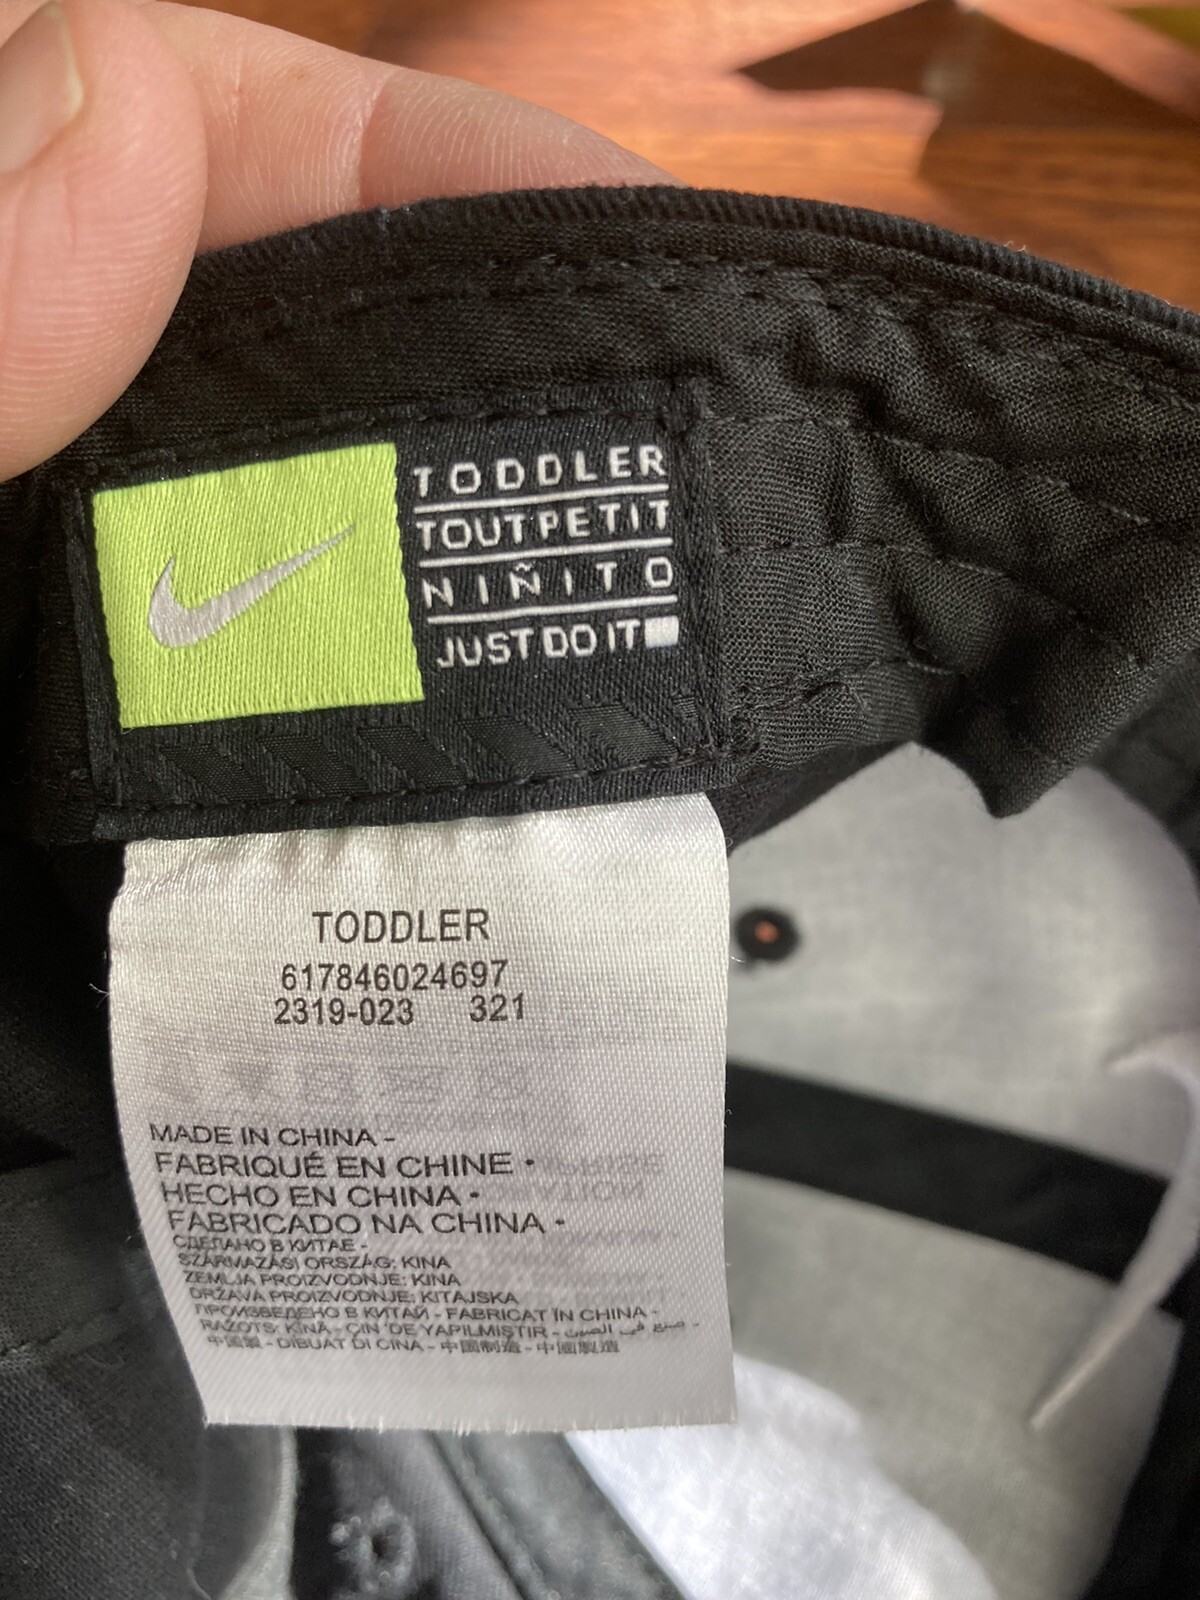 TODDLER
TOUT PETIT
NIÑITO
JUST DO IT
TODDLER
617846024697
2319-023 321
MADE IN CHINA -
FABRIQUÉ EN CHINE •
HECHO EN CHINA •
FABRICADO NA CHINA •
СДЕЛАНО В КИТАЕ -
SZÁRMAZÁSI ORSZÁG: KINA
ZEMLJA PROIZVODNJE: KINA
DRŽAVA PROIZVODNJE: KITAJSKA
ПРОИЗВЕДЕНО В КИТАЙ - FABRICAT ÎN CHINA -
RAŽOTS: ĶĪNĀ - ÇİN 'DE YAPILMIŞTIR - صنع في الصين -
中国製 - DIBUAT DI CINA - 中国制造 - 中國製造